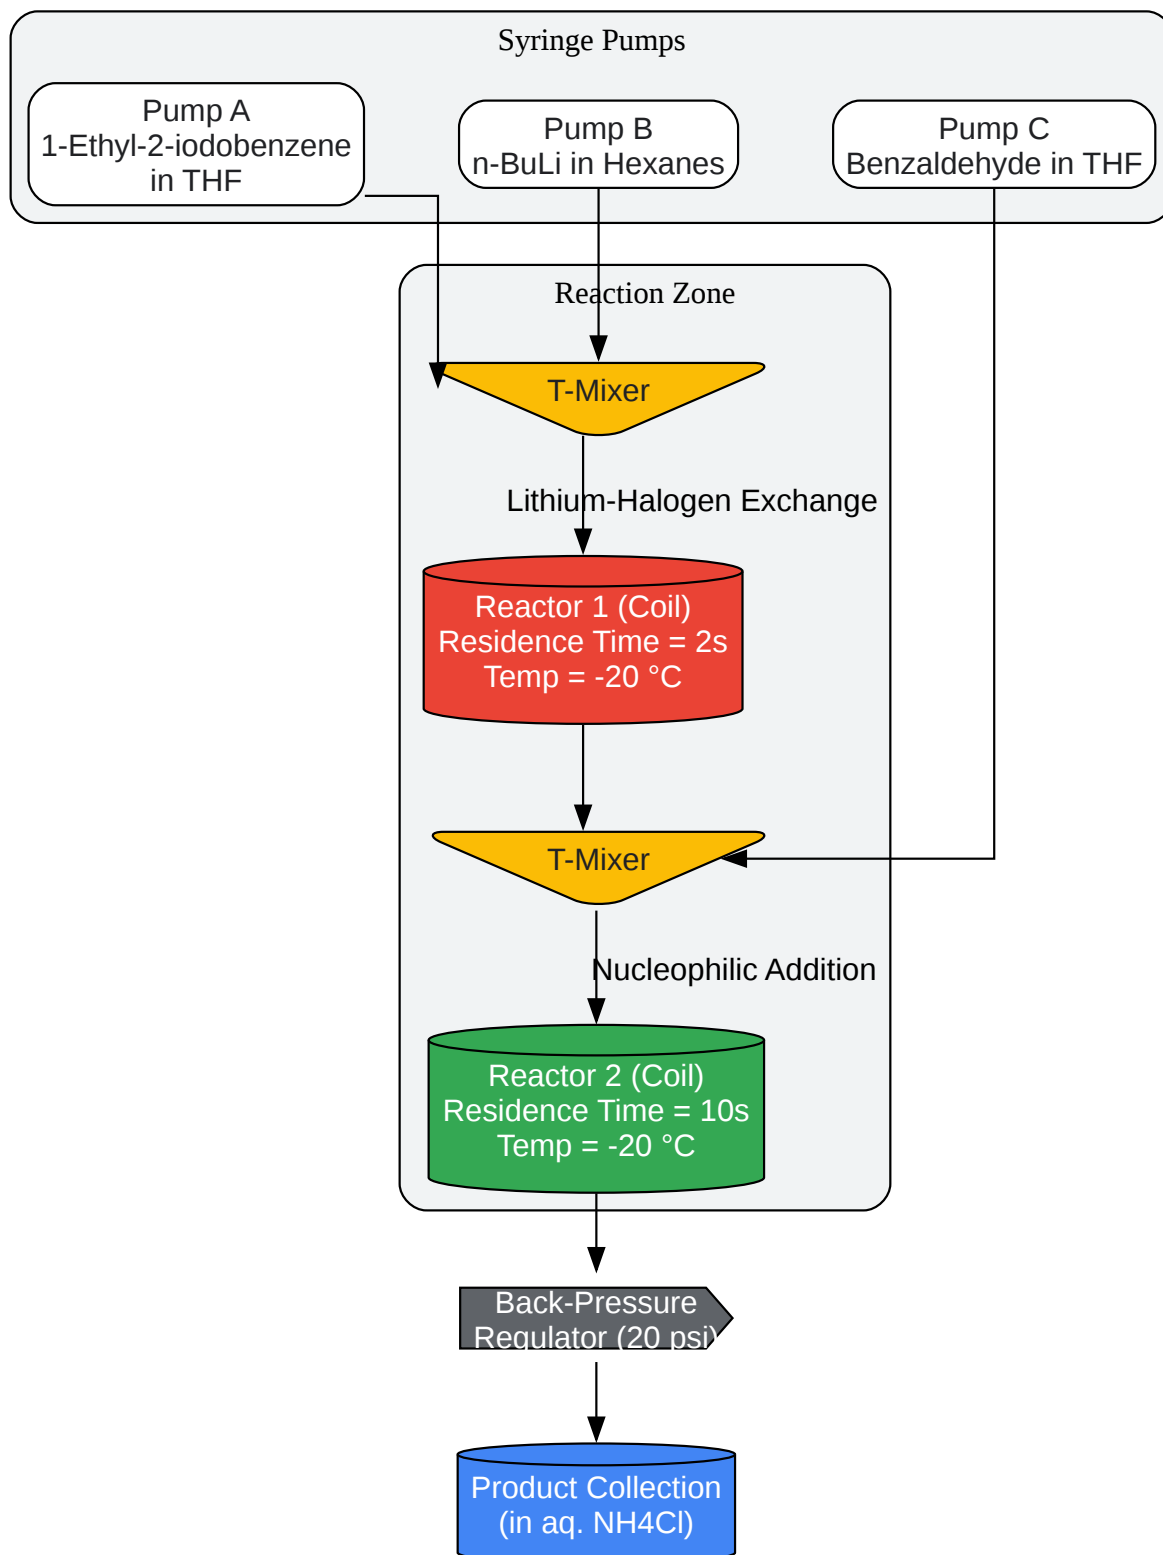 Syringe Pumps
Pump A
1-Ethyl-2-iodobenzene
in THF
Pump B
n-BuLi in Hexanes
Pump C
Benzaldehyde in THF
Reaction Zone
T-Mixer
Lithium-Halogen Exchange
Reactor 1 (Coil)
Residence Time = 2s
Temp = -20 °C
T-Mixer
Nucleophilic Addition
Reactor 2 (Coil)
Residence Time = 10s
Temp = -20 °C
Back-Pressure
Regulator (20 psi)
Product Collection
(in aq. NH4Cl)